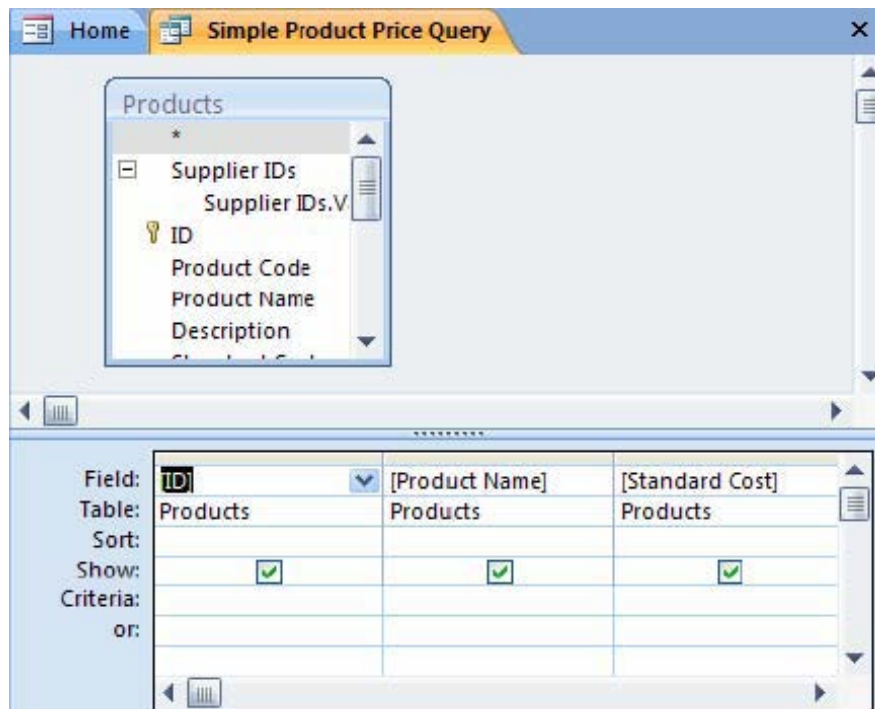 Home Simple Product Price Query
Products
*
Supplier IDs
Supplier IDs.V
ID
Product Code
Product Name
Description
Field: ID [Product Name] [Standard Cost]
Table: Products Products Products
Sort:
Show:
Criteria:
or: